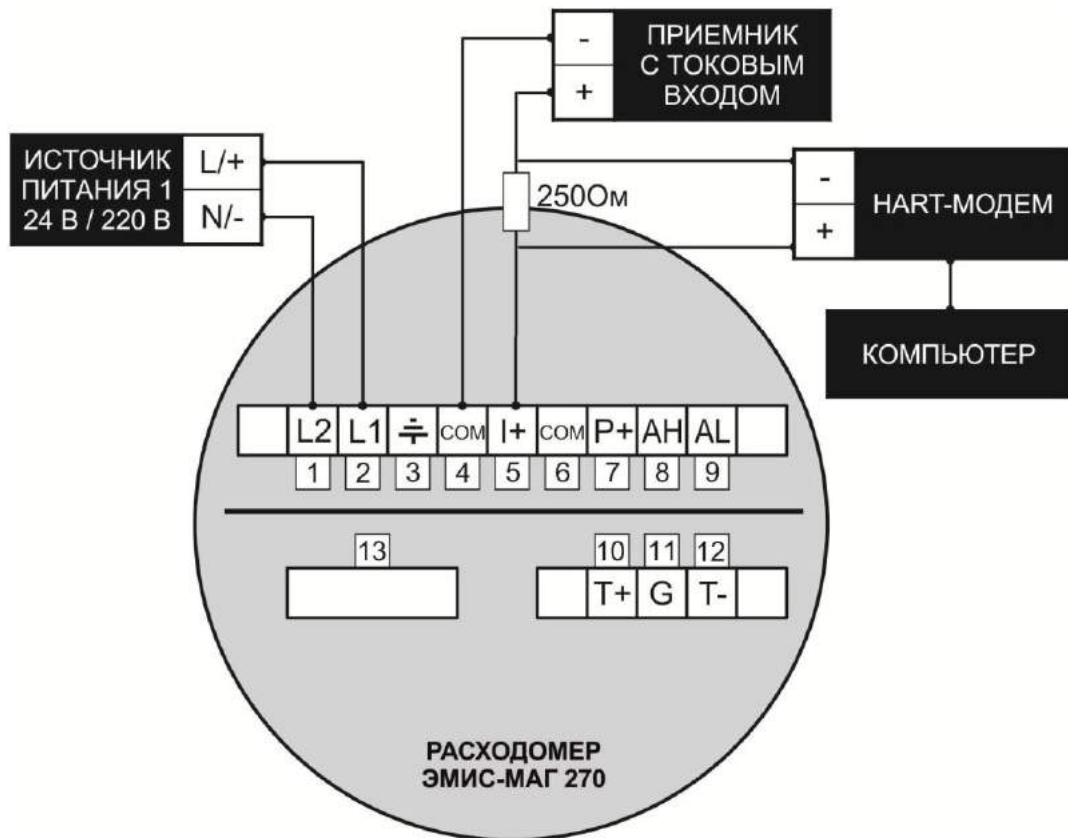 -
+
ПРИЕМНИК
С ТОКОВЫМ
ВХОДОМ
ИСТОЧНИК
ПИТАНИЯ 1
24 В / 220 В
L/+
N/-
250Ом
-
+
HART-МОДЕМ
КОМПЬЮТЕР
L2 L1 COM I+ COM P+ AH AL
1 2 3 4 5 6 7 8 9
13
10 11 12
T+ G T-
РАСХОДОМЕР
ЭМИС-МАГ 270